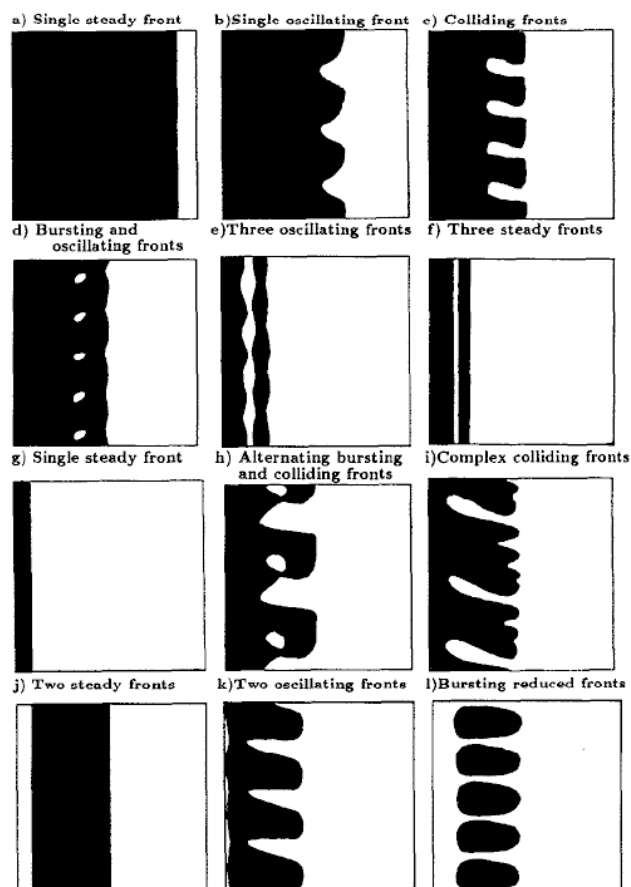 a) Single steady front
b)Single oscillating front
c) Colliding fronts
d) Bursting and
oscillating fronts
e)Three oscillating fronts
f) Three steady fronts
g) Single steady front
h) Alternating bursting
and colliding fronts
i)Complex colliding fronts
j) Two steady fronts
k)Two oscillating fronts
l)Bursting reduced fronts